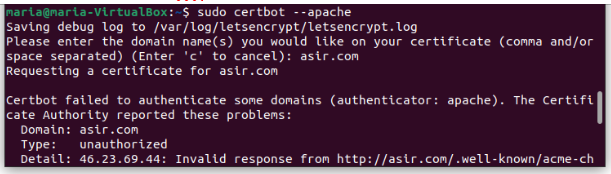 maria@maria-VirtualBox:~$ sudo certbot --apache
Saving debug log to /var/log/letsencrypt/letsencrypt.log
Please enter the domain name(s) you would like on your certificate (comma and/or
space separated) (Enter 'c' to cancel): asir.com
Requesting a certificate for asir.com

Certbot failed to authenticate some domains (authenticator: apache). The Certifi
cate Authority reported these problems:
  Domain: asir.com
  Type:   unauthorized
  Detail: 46.23.69.44: Invalid response from http://asir.com/.well-known/acme-ch